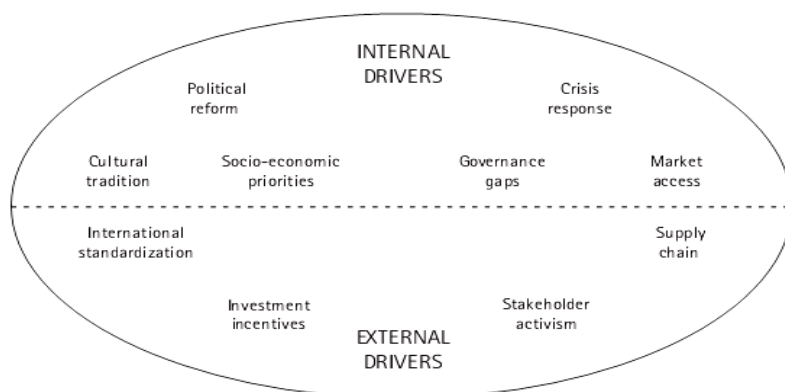 INTERNAL
DRIVERS
Political
reform
Crisis
response
Cultural
tradition
Socio-economic
priorities
Governance
gaps
Market
access
International
standardization
Supply
chain
Investment
incentives
Stakeholder
activism
EXTERNAL
DRIVERS